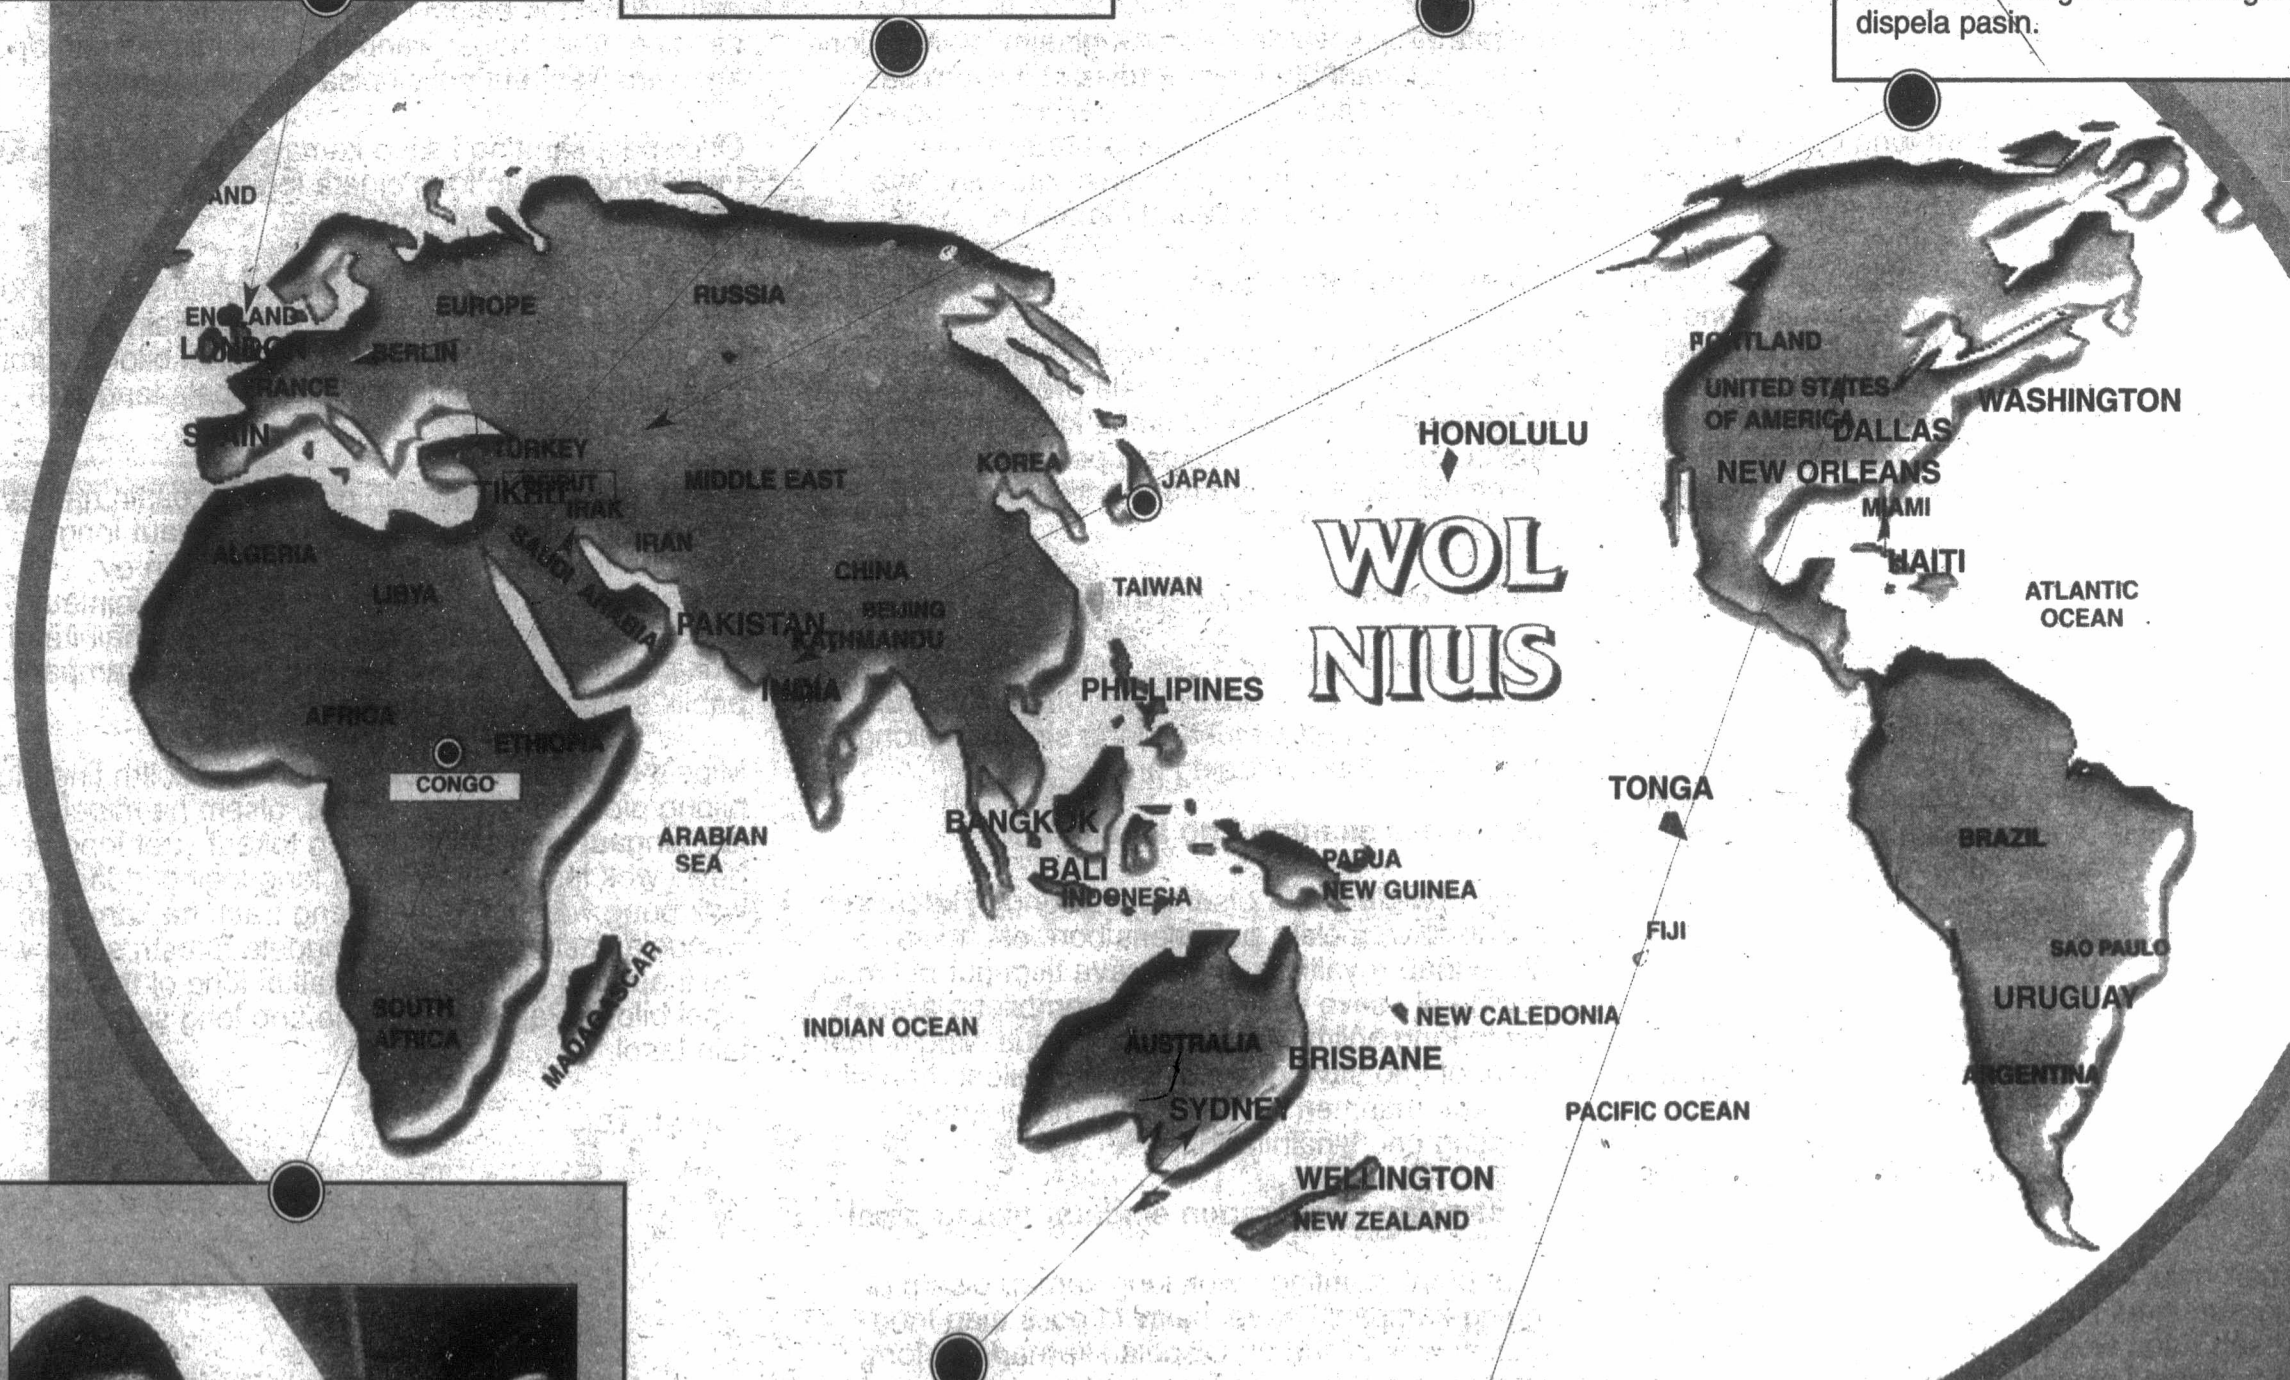 dispela pasin.
ENGLAND
LONDON
EUROPE
RUSSIA
BERLIN
SPAIN
TURKEY
BEIRUT
TIKRIT
IRAK
MIDDLE EAST
KOREA
JAPAN
HONOLULU
PORTLAND
UNITED STATES
OF AMERICA
WASHINGTON
DALLAS
NEW ORLEANS
MIAMI
HAITI
ATLANTIC
OCEAN
ALGERIA
LIBYA
SAUDI ARABIA
IRAN
CHINA
BEIJING
PAKISTAN
KATHMANDU
INDIA
TAIWAN
WOL
NIUS
PHILLIPINES
AFRICA
ETHIOPIA
CONGO
ARABIAN
SEA
BANGKOK
BALI
INDONESIA
PAPUA
NEW GUINEA
TONGA
FIJI
BRAZIL
SAO PAULO
URUGUAY
ARGENTINA
SOUTH
AFRICA
MADAGASCAR
INDIAN OCEAN
AUSTRALIA
BRISBANE
SYDNEY
NEW CALEDONIA
PACIFIC OCEAN
WELLINGTON
NEW ZEALAND